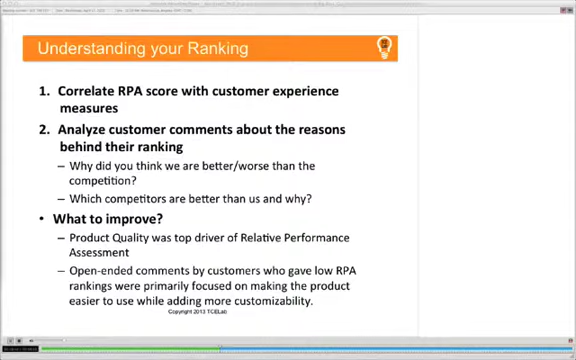 Understanding your Ranking
1. Correlate RPA score with customer experience
measures
2. Analyze customer comments about the reasons
behind their ranking
– Why did you think we are better/worse than the
competition?
– Which competitors are better than us and why?
• What to improve?
– Product Quality was top driver of Relative Performance
Assessment
– Open-ended comments by customers who gave low RPA
rankings were primarily focused on making the product
easier to use while adding more customizability.
Copyright 2013 TCELab